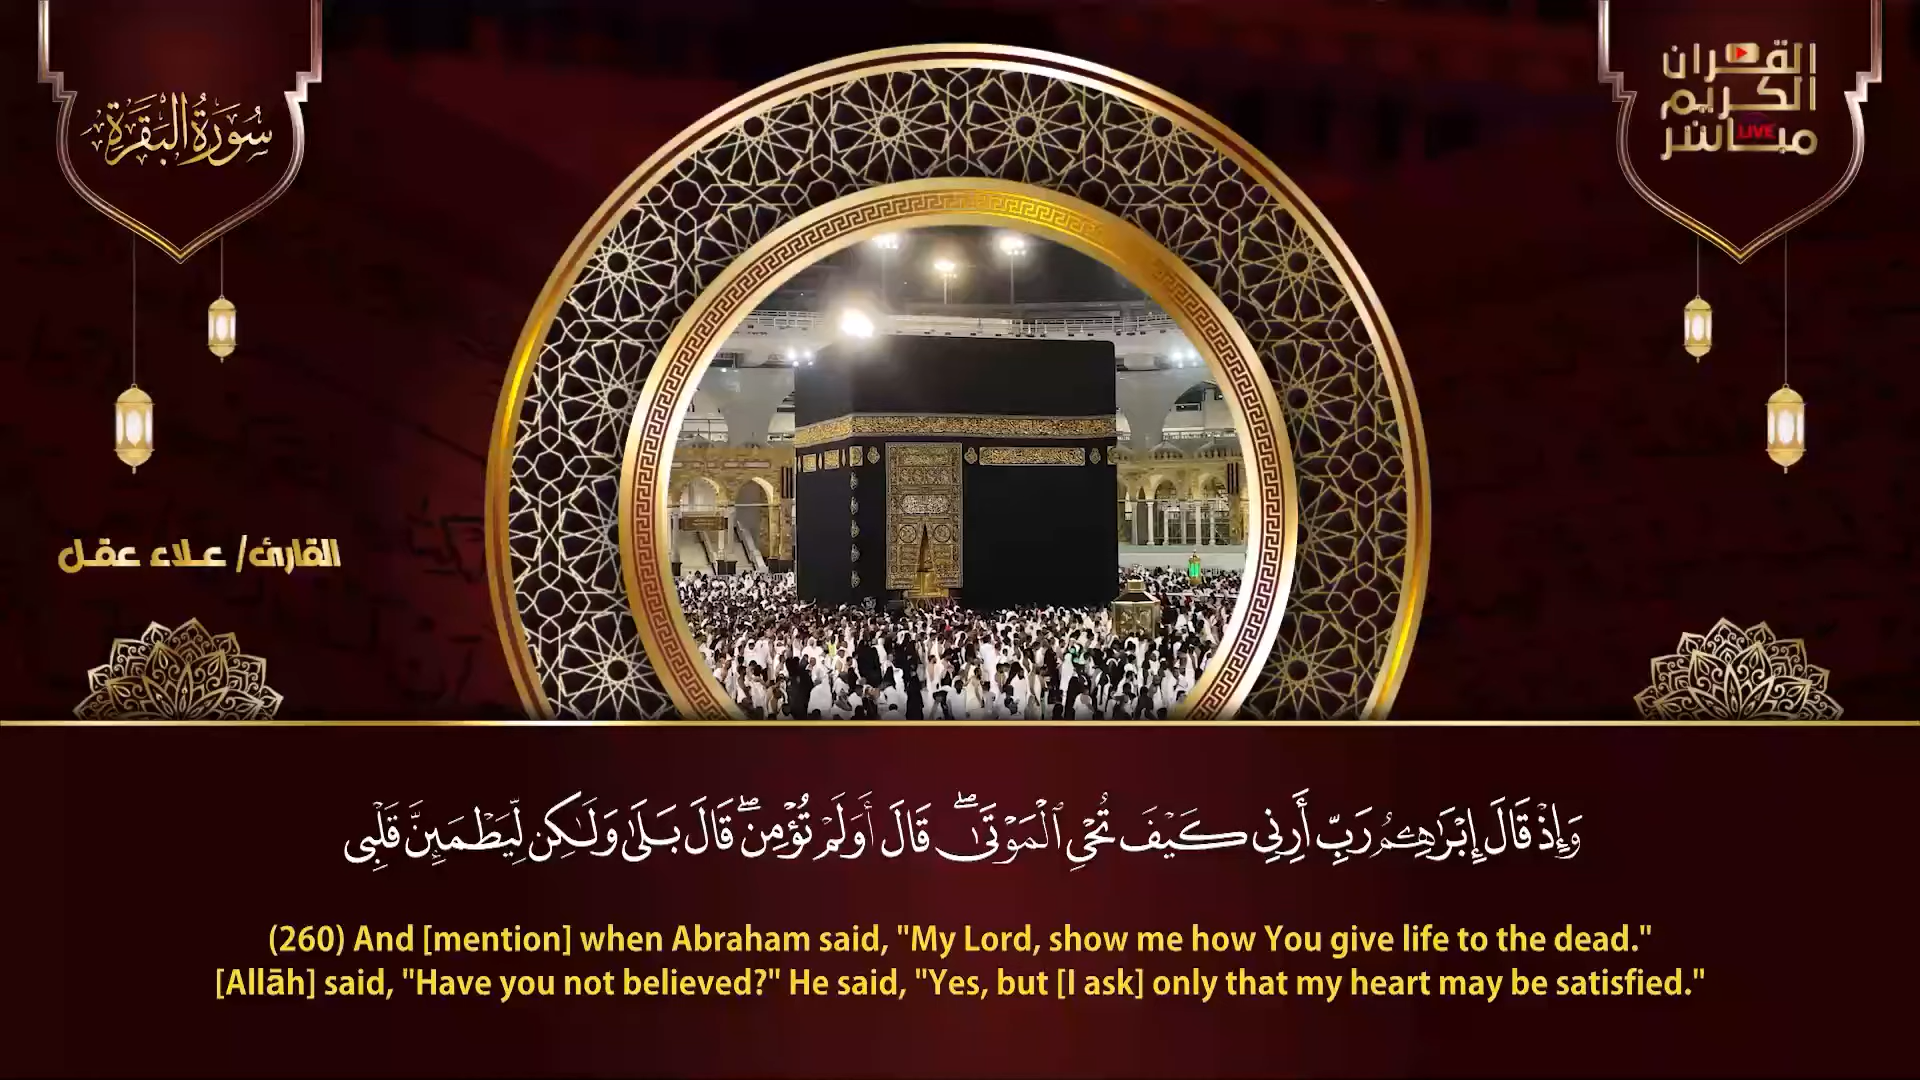 سُورَةُ البَقَرَةِ
القران
الكريم
مباشر
LIVE
القارئ/ علاء عقل
وَإِذْ قَالَ إِبْرَٰهِـۧمُ رَبِّ أَرِنِى كَيْفَ تُحْىِ ٱلْمَوْتَىٰ ۖ قَالَ أَوَلَمْ تُؤْمِن ۖ قَالَ بَلَىٰ وَلَـٰكِن لِّيَطْمَئِنَّ قَلْبِى
(260) And [mention] when Abraham said, "My Lord, show me how You give life to the dead."
[Allāh] said, "Have you not believed?" He said, "Yes, but [I ask] only that my heart may be satisfied."